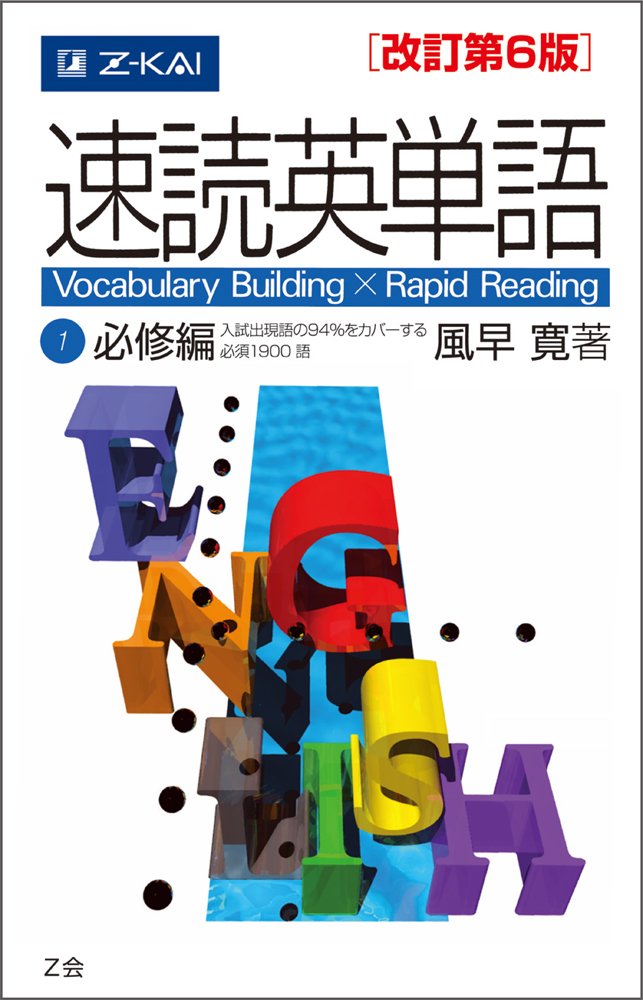 Z-KAI
[改訂第6版]
速読英単語
Vocabulary Building × Rapid Reading
1 必修編 入試出現語の94%をカバーする
必須1900 語
風早 寛著
ENGLISH
Z会